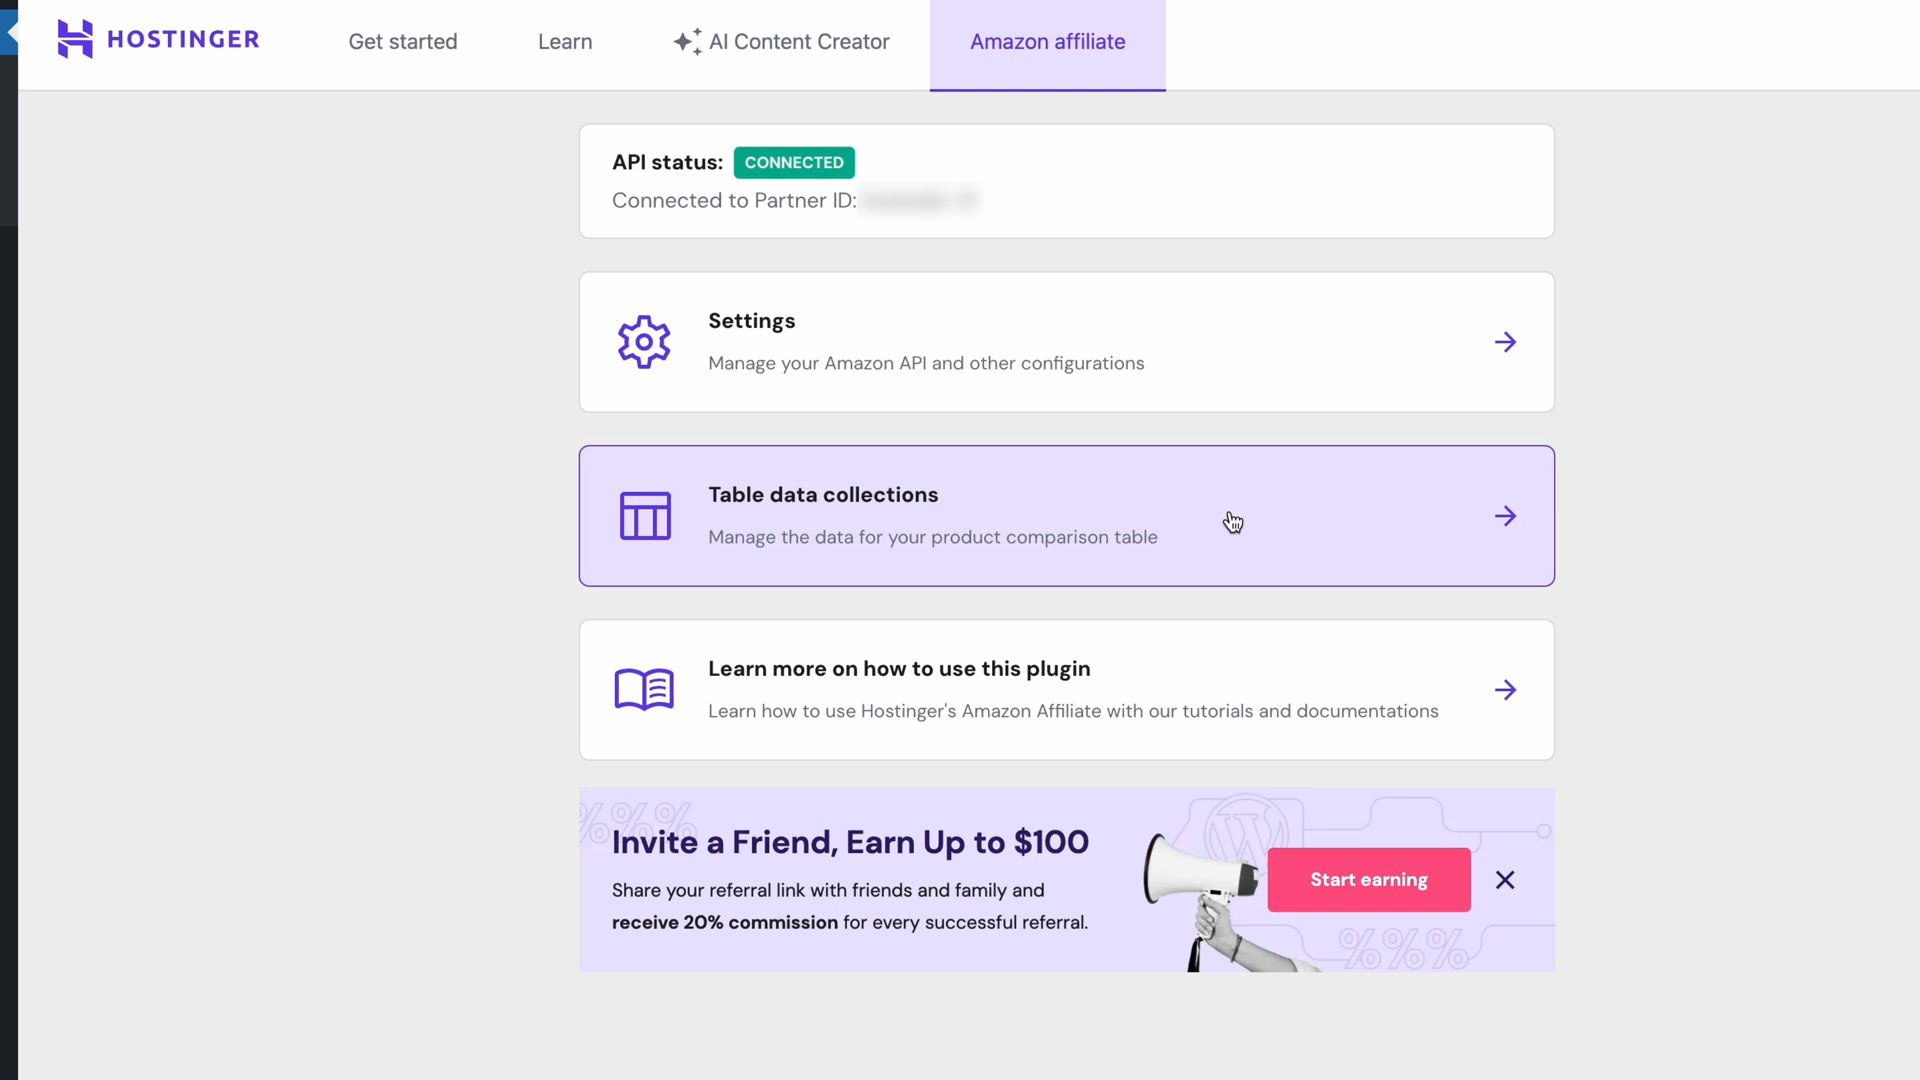 HOSTINGER
Get started
Learn
AI Content Creator
Amazon affiliate
API status: CONNECTED
Connected to Partner ID:
Settings
Manage your Amazon API and other configurations
Table data collections
Manage the data for your product comparison table
Learn more on how to use this plugin
Learn how to use Hostinger's Amazon Affiliate with our tutorials and documentations
Invite a Friend, Earn Up to $100
Share your referral link with friends and family and
receive 20% commission for every successful referral.
Start earning